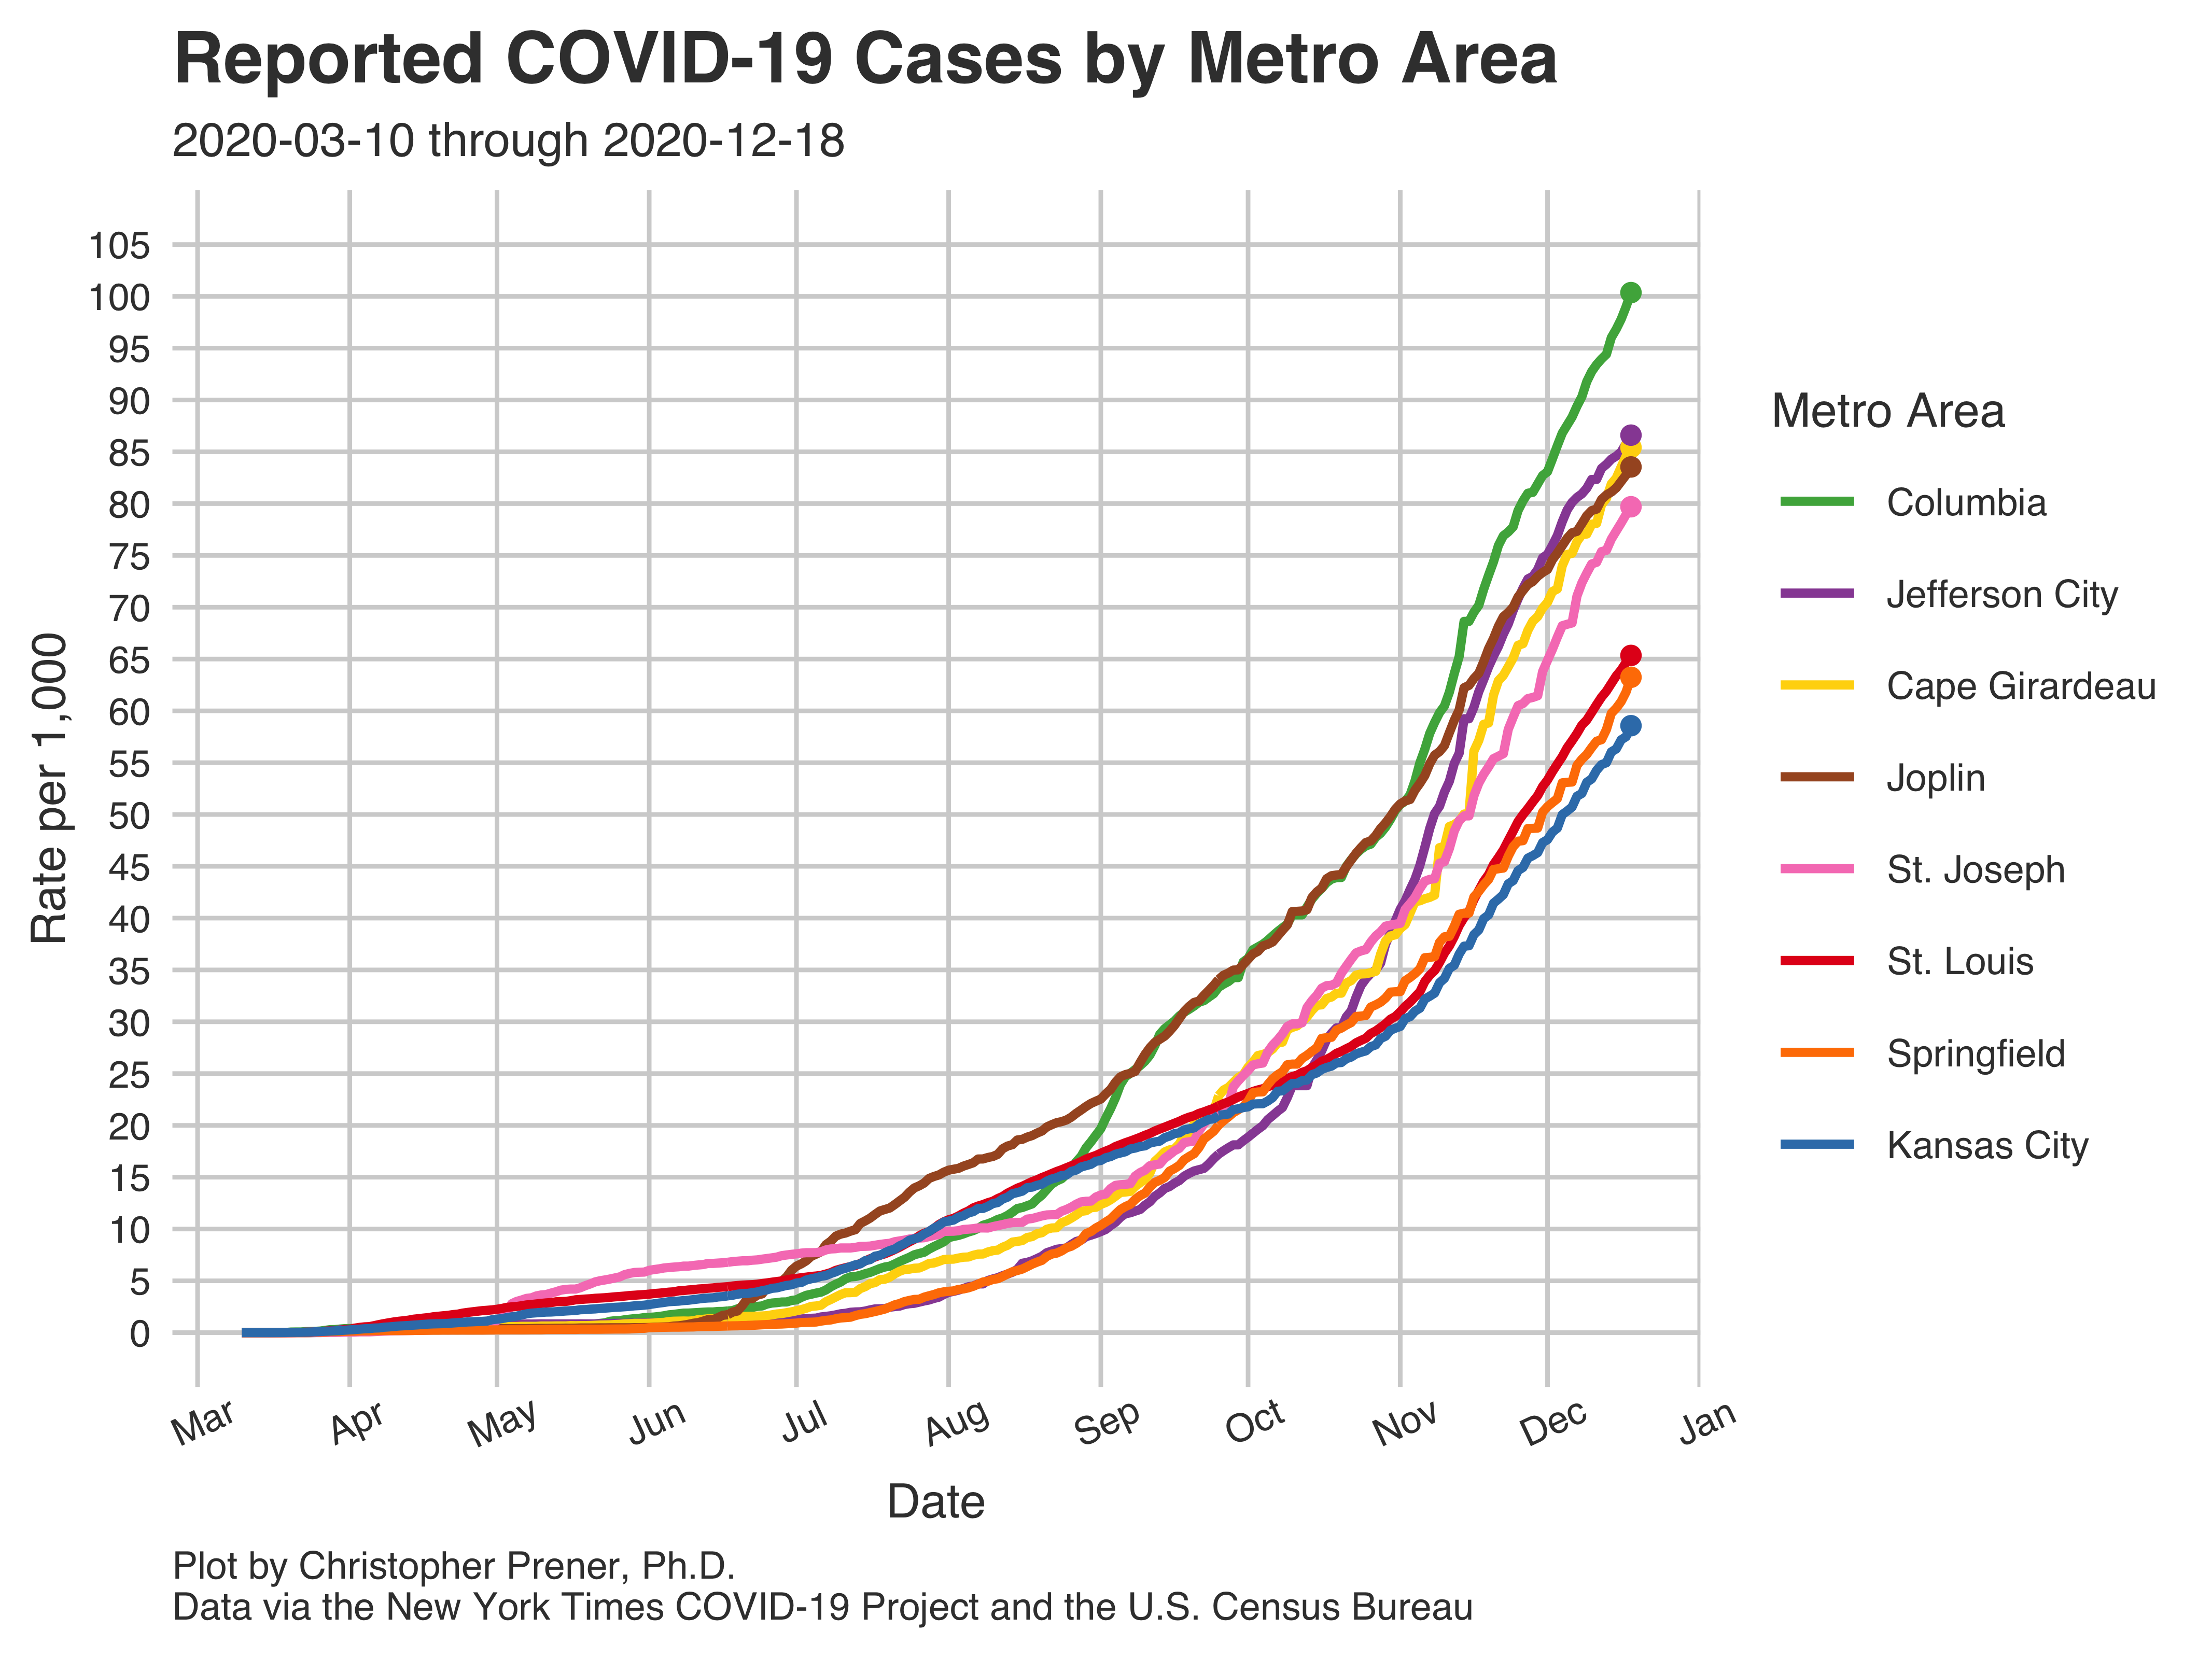 Reported COVID-19 Cases by Metro Area
2020-03-10 through 2020-12-18
105
100
95
90
85
80
75
70
65
60
55
50
45
40
35
30
25
20
15
10
5
0
Rate per 1,000
Mar
Apr
May
Jun
Jul
Aug
Sep
Oct
Nov
Dec
Jan
Date
Metro Area
Columbia
Jefferson City
Cape Girardeau
Joplin
St. Joseph
St. Louis
Springfield
Kansas City
Plot by Christopher Prener, Ph.D.
Data via the New York Times COVID-19 Project and the U.S. Census Bureau